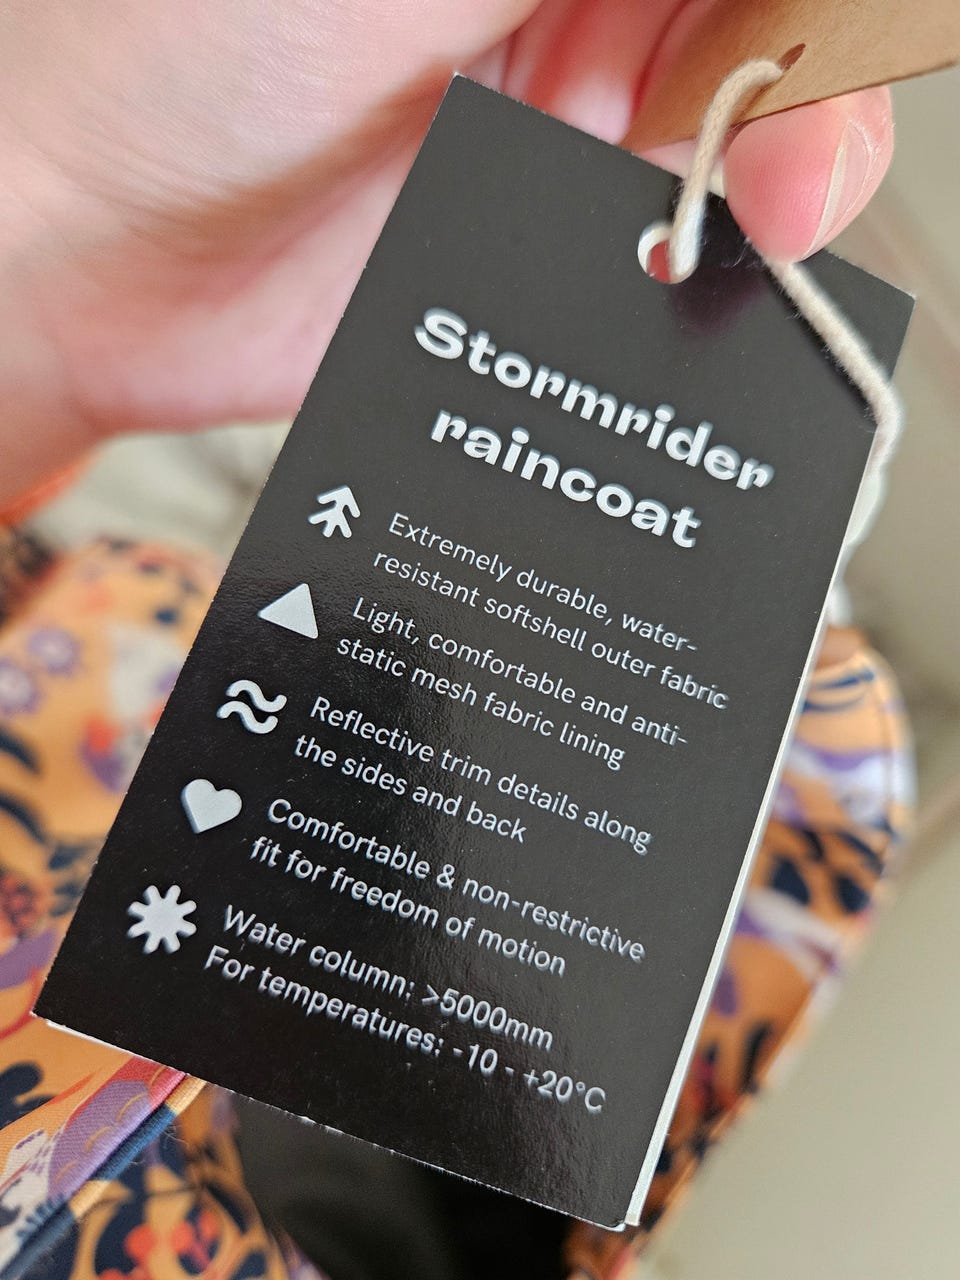 Stormrider
raincoat
Extremely durable, water-
resistant softshell outer fabric
Light, comfortable and anti-
static mesh fabric lining
Reflective trim details along
the sides and back
Comfortable & non-restrictive
fit for freedom of motion
Water column: >5000mm
For temperatures: -10 - +20°C